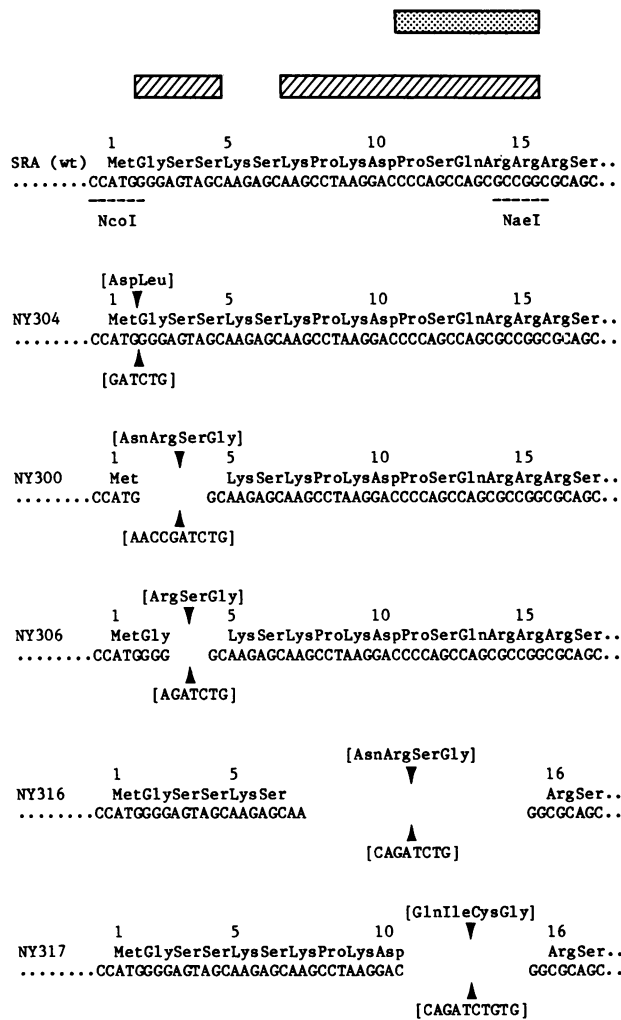 1 5 10 15
SRA (wt) MetGlySerSerLysSerLysProLysAspProSerGlnArgArgArgSer..
........CCATGGGGAGTAGCAAGAGCAAGCCTAAGGACCCCAGCCAGCGCCGGCGCAGC..
NcoI NaeI
[AspLeu]
1 5 10 15
NY304 MetGlySerSerLysSerLysProLysAspProSerGlnArgArgArgSer..
........CCATGGGGAGTAGCAAGAGCAAGCCTAAGGACCCCAGCCAGCGCCGGCGCAGC..
[GATCTG]
[AsnArgSerGly]
1 5 10 15
NY300 Met LysSerLysProLysAspProSerGlnArgArgArgSer..
........CCATG GCAAGAGCAAGCCTAAGGACCCCAGCCAGCGCCGGCGCAGC..
[AACCGATCTG]
[ArgSerGly]
1 5 10 15
NY306 MetGly LysSerLysProLysAspProSerGlnArgArgArgSer..
........CCATGGGG GCAAGAGCAAGCCTAAGGACCCCAGCCAGCGCCGGCGCAGC..
[AGATCTG]
[AsnArgSerGly]
1 5 16
NY316 MetGlySerSerLysSer ArgSer..
........CCATGGGGAGTAGCAAGAGCAA GGCGCAGC..
[CAGATCTG]
[GlnIleCysGly]
1 5 10 16
NY317 MetGlySerSerLysSerLysProLysAsp ArgSer..
........CCATGGGGAGTAGCAAGAGCAAGCCTAAGGAC GGCGCAGC..
[CAGATCTGTG]